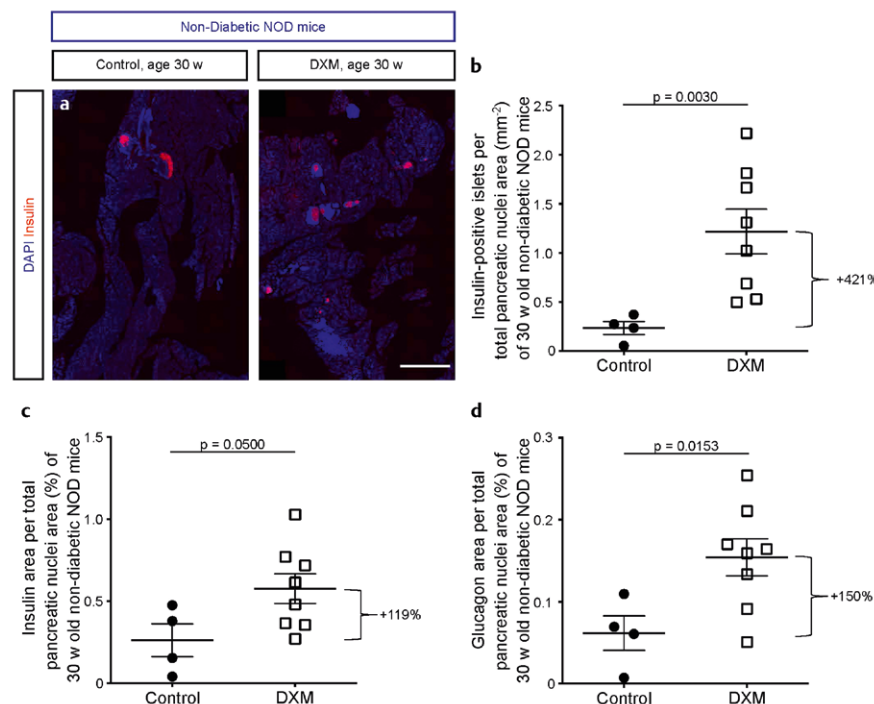 Non-Diabetic NOD mice
Control, age 30 w
DXM, age 30 w
DAPI Insulin
a
b
Insulin-positive islets per
total pancreatic nuclei area (mm-2)
of 30 w old non-diabetic NOD mice
2.5
2.0
1.5
1.0
0.5
0
p = 0.0030
+421%
Control
DXM
c
Insulin area per total
pancreatic nuclei area (%) of
30 w old non-diabetic NOD mice
1.5
1.0
0.5
0
p = 0.0500
+119%
Control
DXM
d
Glucagon area per total
pancreatic nuclei area (%) of
30 w old non-diabetic NOD mice
0.3
0.2
0.1
0
p = 0.0153
+150%
Control
DXM